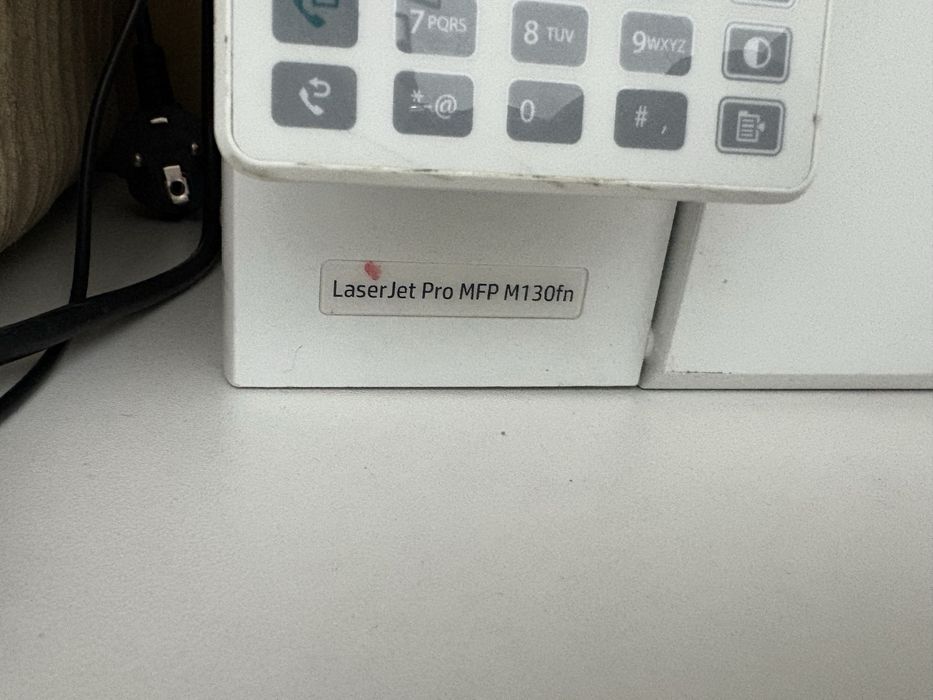 7 PQRS 8 TUV 9 WXYZ
*-@ 0 # ,
LaserJet Pro MFP M130fn